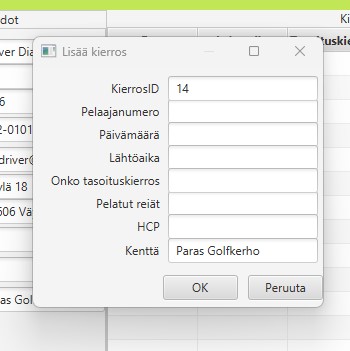 dot
Ki
Lisää kierros
ver Dia
KierrosID 14
6
Pelaajanumero
2-0101
Päivämäärä
driver@
Lähtöaika
ylä 18
Onko tasoituskierros
506 Vä
Pelatut reiät
HCP
as Gol
Kenttä Paras Golfkerho
OK Peruuta